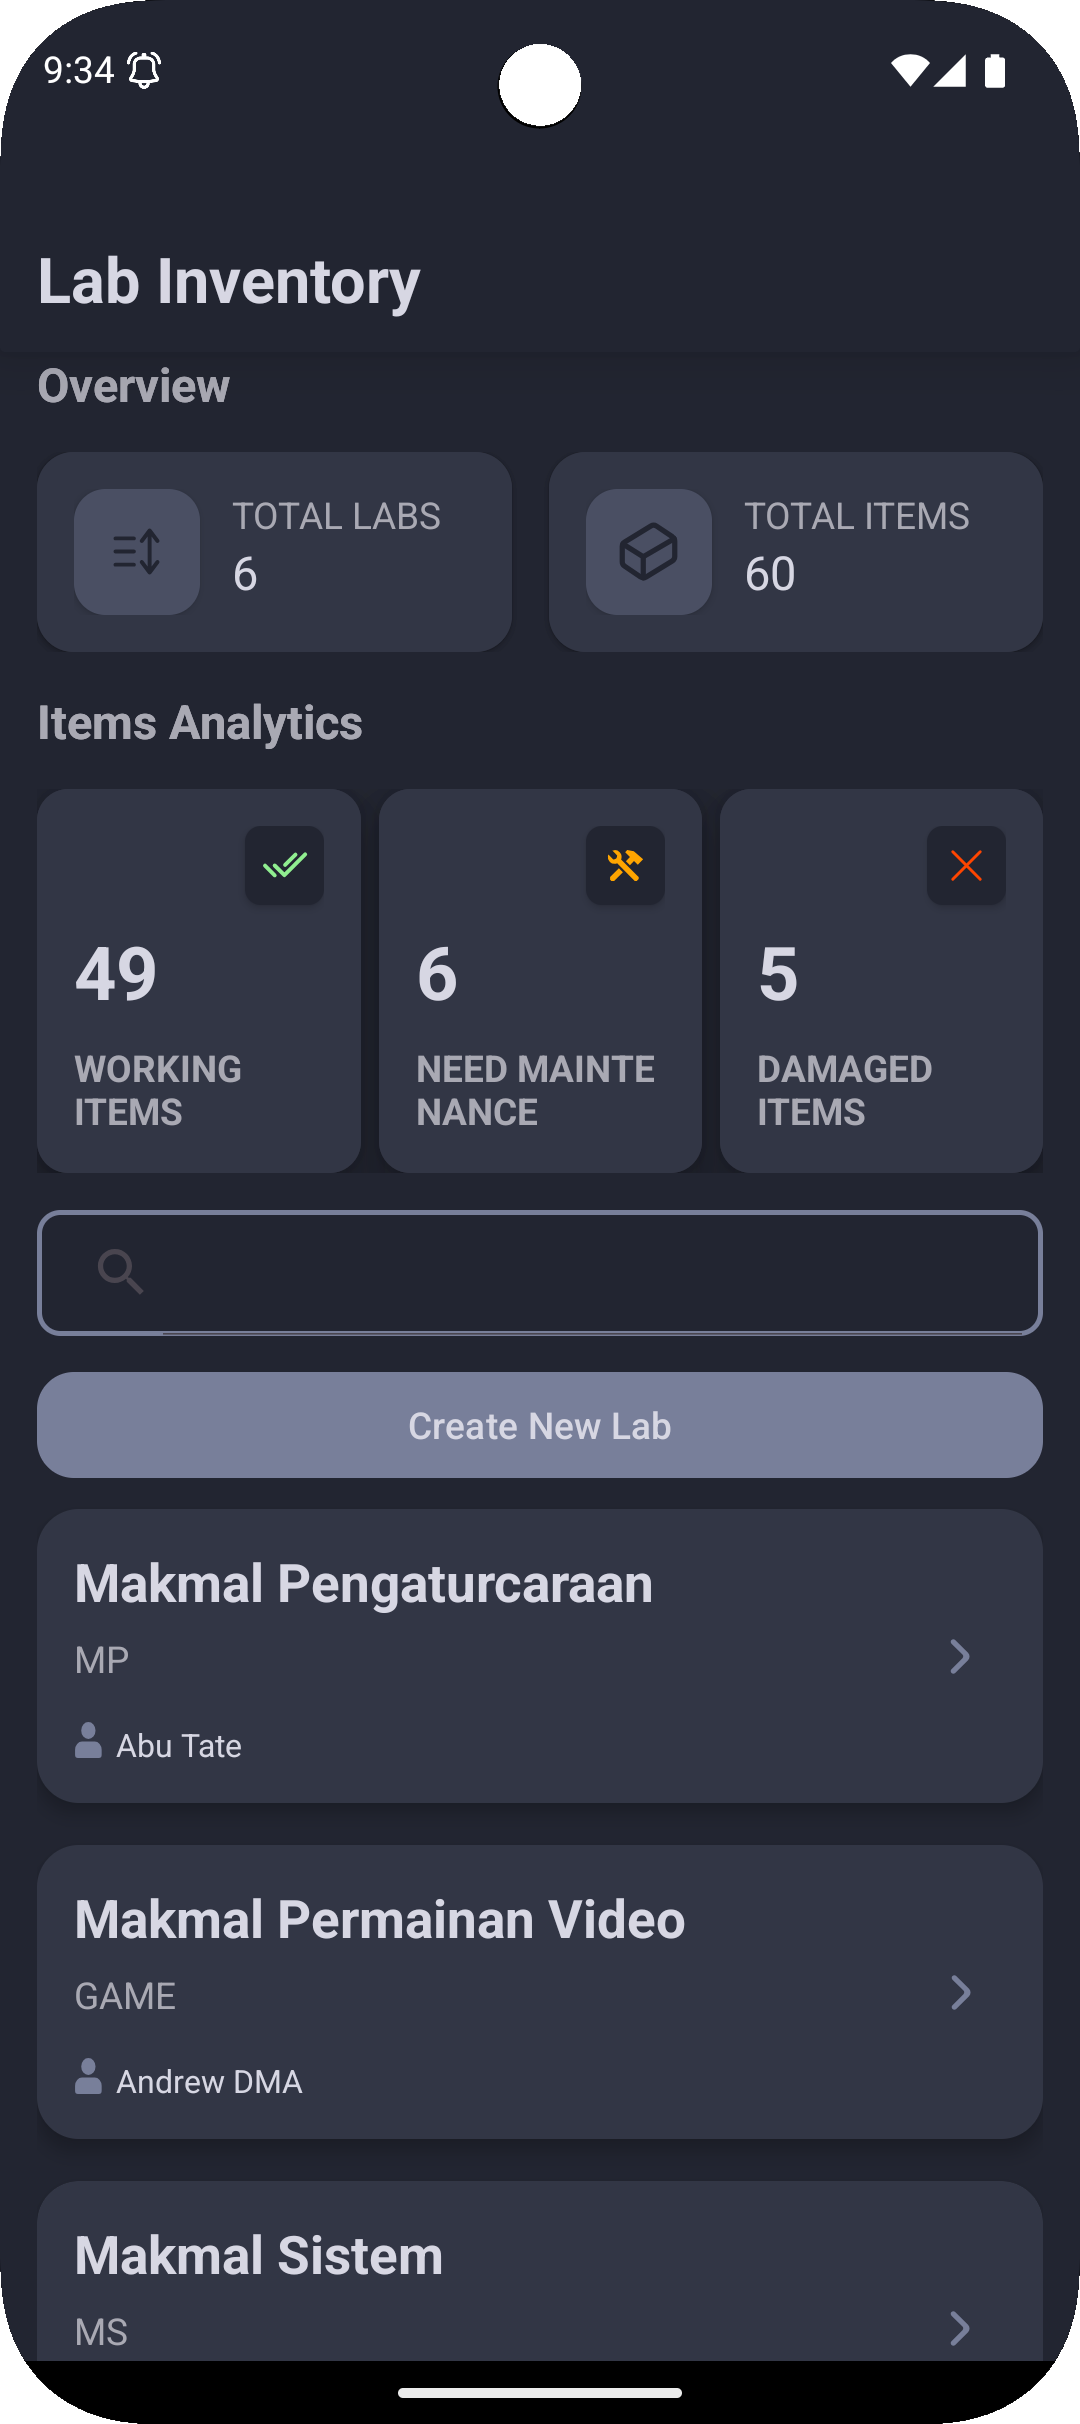 9:34
Lab Inventory
Overview
TOTAL LABS
6
TOTAL ITEMS
60
Items Analytics
49
WORKING
ITEMS
6
NEED MAINTE
NANCE
5
DAMAGED
ITEMS
Create New Lab
Makmal Pengaturcaraan
MP
Abu Tate
Makmal Permainan Video
GAME
Andrew DMA
Makmal Sistem
MS